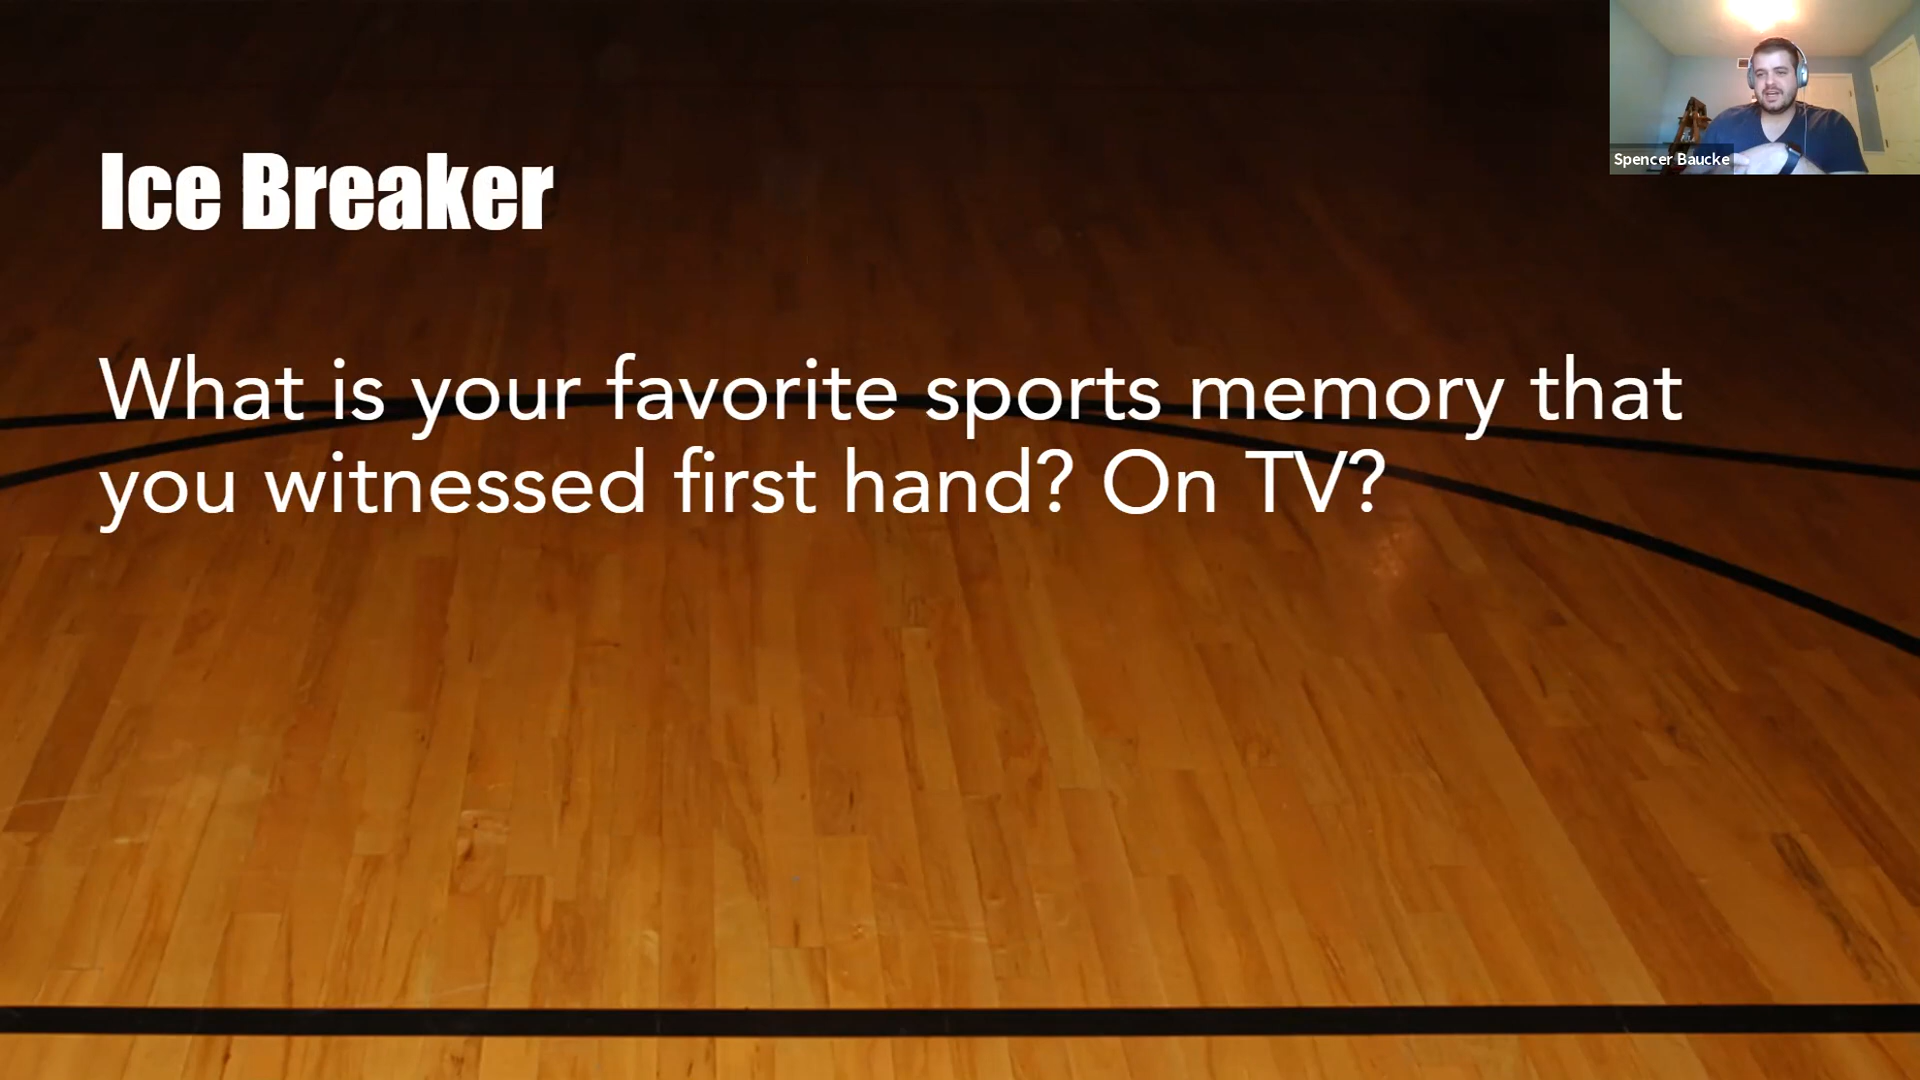 Ice Breaker
What is your favorite sports memory that
you witnessed first hand? On TV?
Spencer Baucke